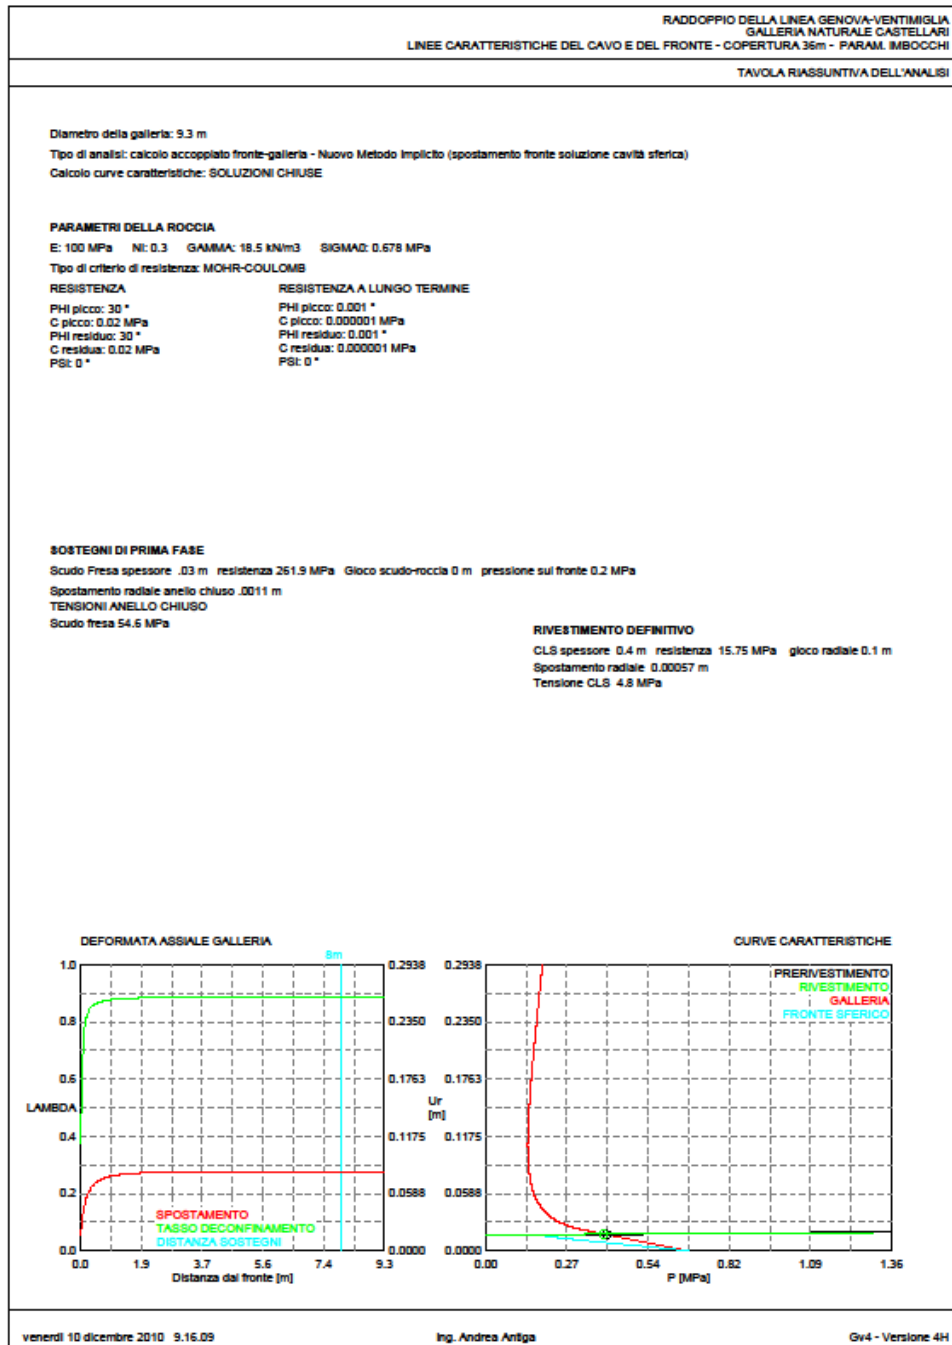 RADDOPPIO DELLA LINEA GENOVA-VENTIMIGLIA
GALLERIA NATURALE CASTELLARI
LINEE CARATTERISTICHE DEL CAVO E DEL FRONTE - COPERTURA 36m - PARAM. IMBOCCHI
TAVOLA RIASSUNTIVA DELL'ANALISI
Diametro della galleria: 9.3 m
Tipo di analisi: calcolo accoppiato fronte-galleria - Nuovo Metodo Implicito (spostamento fronte soluzione cavità sferica)
Calcolo curve caratteristiche: SOLUZIONI CHIUSE
PARAMETRI DELLA ROCCIA
E: 100 MPa NI: 0.3 GAMMA: 18.5 kN/m3 SIGMA0: 0.678 MPa
Tipo di criterio di resistenza: MOHR-COULOMB
RESISTENZA RESISTENZA A LUNGO TERMINE
PHI picco: 30 ° PHI picco: 0.001 °
C picco: 0.02 MPa C picco: 0.000001 MPa
PHI residuo: 30 ° PHI residuo: 0.001 °
C residua: 0.02 MPa C residua: 0.000001 MPa
PSI: 0 ° PSI: 0 °
SOSTEGNI DI PRIMA FASE
Scudo Fresa spessore .03 m resistenza 261.9 MPa Gioco scudo-roccia 0 m pressione sul fronte 0.2 MPa
Spostamento radiale anello chiuso .0011 m
TENSIONI ANELLO CHIUSO
Scudo fresa 54.6 MPa
RIVESTIMENTO DEFINITIVO
CLS spessore 0.4 m resistenza 15.75 MPa gioco radiale 0.1 m
Spostamento radiale 0.00057 m
Tensione CLS 4.8 MPa
DEFORMATA ASSIALE GALLERIA
8m
1.0
0.8
0.6
LAMBDA
0.4
0.2
0.0
0.2938
0.2350
0.1763
0.1175
0.0588
0.0000
SPOSTAMENTO
TASSO DECONFINAMENTO
DISTANZA SOSTEGNI
0.0 1.9 3.7 5.6 7.4 9.3
Distanza dal fronte [m]
CURVE CARATTERISTICHE
0.2938
0.2350
0.1763
Ur
[m]
0.1175
0.0588
0.0000
PRERIVESTIMENTO
RIVESTIMENTO
GALLERIA
FRONTE SFERICO
0.00 0.27 0.54 0.82 1.09 1.36
P [MPa]
venerdì 10 dicembre 2010 9.16.09 Ing. Andrea Antiga Gv4 - Versione 4H